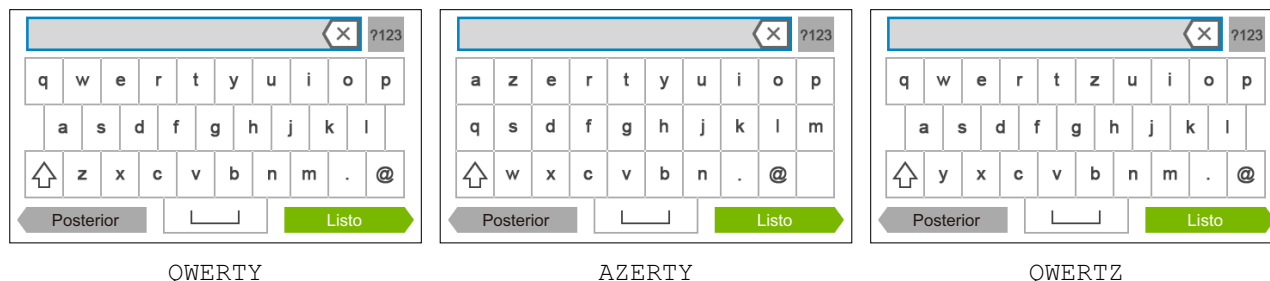 ?123
q w e r t y u i o p
a s d f g h j k l
z x c v b n m . @
Posterior Listo
QWERTY
?123
a z e r t y u i o p
q s d f g h j k l m
w x c v b n . @
Posterior Listo
AZERTY
?123
q w e r t z u i o p
a s d f g h j k l
y x c v b n m . @
Posterior Listo
QWERTZ